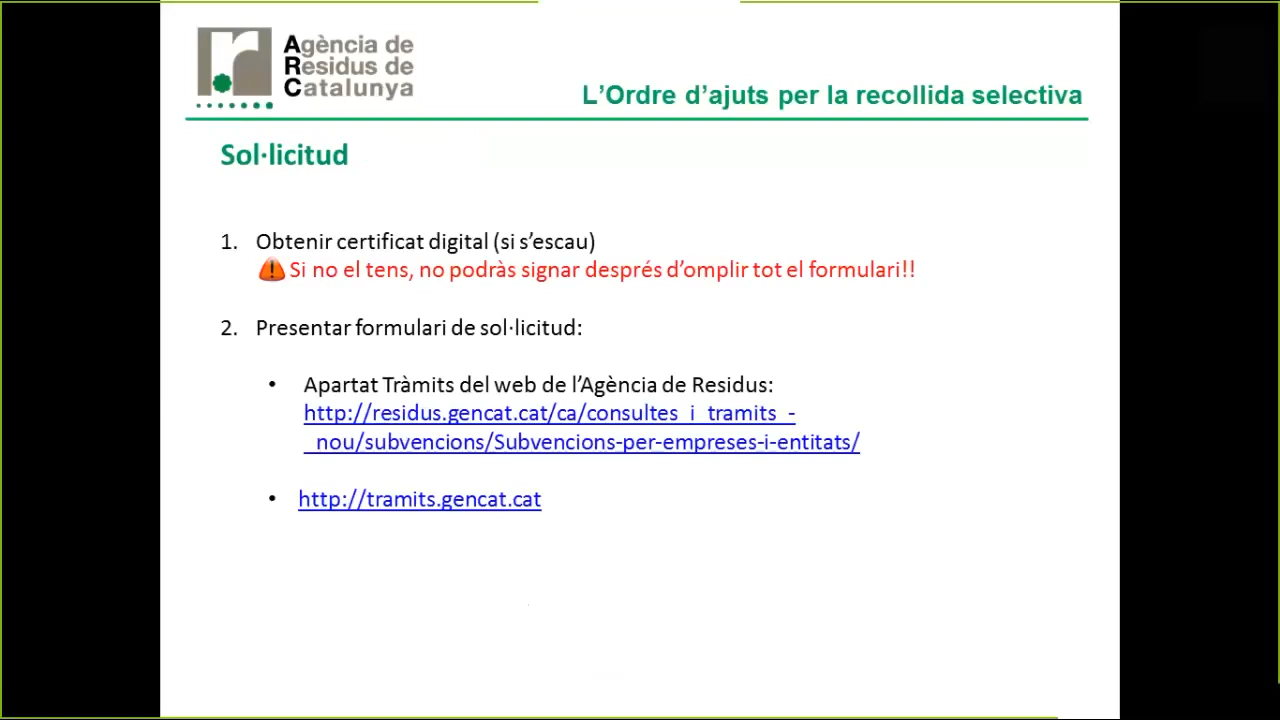 Agència de
Residus de
Catalunya
L'Ordre d'ajuts per la recollida selectiva
Sol·licitud
1. Obtenir certificat digital (si s'escau)
Si no el tens, no podràs signar després d'omplir tot el formulari!!
2. Presentar formulari de sol·licitud:
• Apartat Tràmits del web de l'Agència de Residus:
http://residus.gencat.cat/ca/consultes_i_tramits_-
_nou/subvencions/Subvencions-per-empreses-i-entitats/
• http://tramits.gencat.cat